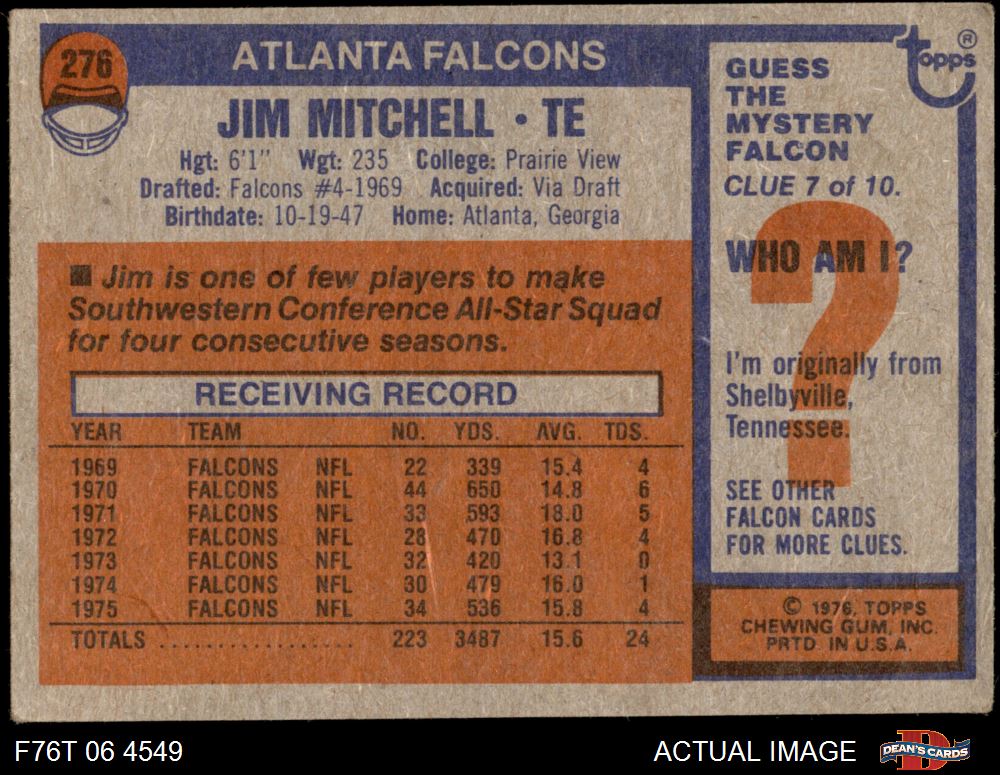 276
ATLANTA FALCONS
JIM MITCHELL • TE
Hgt: 6'1" Wgt: 235 College: Prairie View
Drafted: Falcons #4-1969 Acquired: Via Draft
Birthdate: 10-19-47 Home: Atlanta, Georgia
■ Jim is one of few players to make
Southwestern Conference All-Star Squad
for four consecutive seasons.
RECEIVING RECORD
YEAR TEAM NO. YDS. AVG. TDS.
1969 FALCONS NFL 22 339 15.4 4
1970 FALCONS NFL 44 650 14.8 6
1971 FALCONS NFL 33 593 18.0 5
1972 FALCONS NFL 28 470 16.8 4
1973 FALCONS NFL 32 420 13.1 0
1974 FALCONS NFL 30 479 16.0 1
1975 FALCONS NFL 34 536 15.8 4
TOTALS .................. 223 3487 15.6 24
topps ®
GUESS
THE
MYSTERY
FALCON
CLUE 7 of 10.
?
WHO AM I?
I'm originally from
Shelbyville,
Tennessee.
SEE OTHER
FALCON CARDS
FOR MORE CLUES.
© 1976, TOPPS
CHEWING GUM, INC.
PRTD IN U.S.A.
F76T 06 4549
ACTUAL IMAGE
D
DEAN'S CARDS